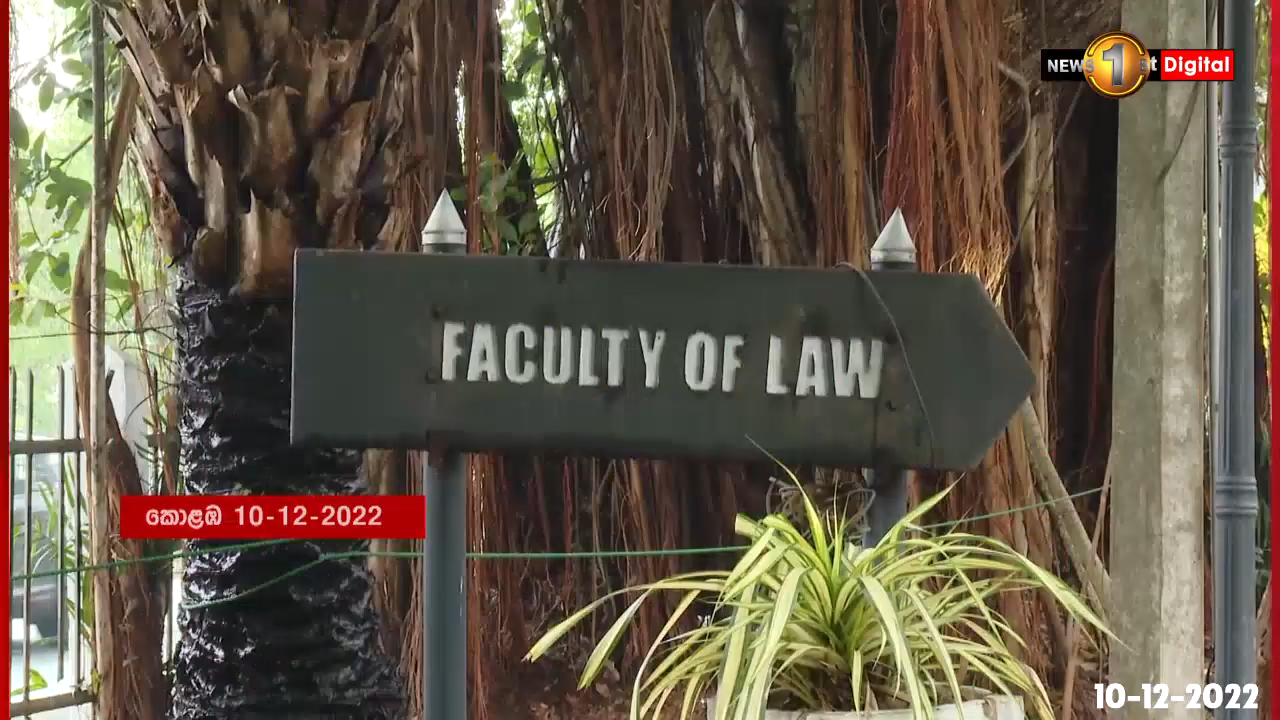 NEWS 1st Digital
FACULTY OF LAW
කොළඹ 10-12-2022
10-12-2022